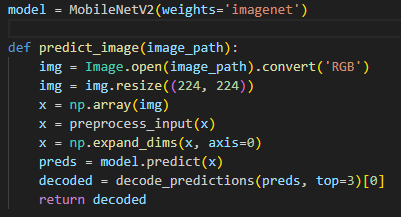 model = MobileNetV2(weights='imagenet')
def predict_image(image_path):
    img = Image.open(image_path).convert('RGB')
    img = img.resize((224, 224))
    x = np.array(img)
    x = preprocess_input(x)
    x = np.expand_dims(x, axis=0)
    preds = model.predict(x)
    decoded = decode_predictions(preds, top=3)[0]
    return decoded